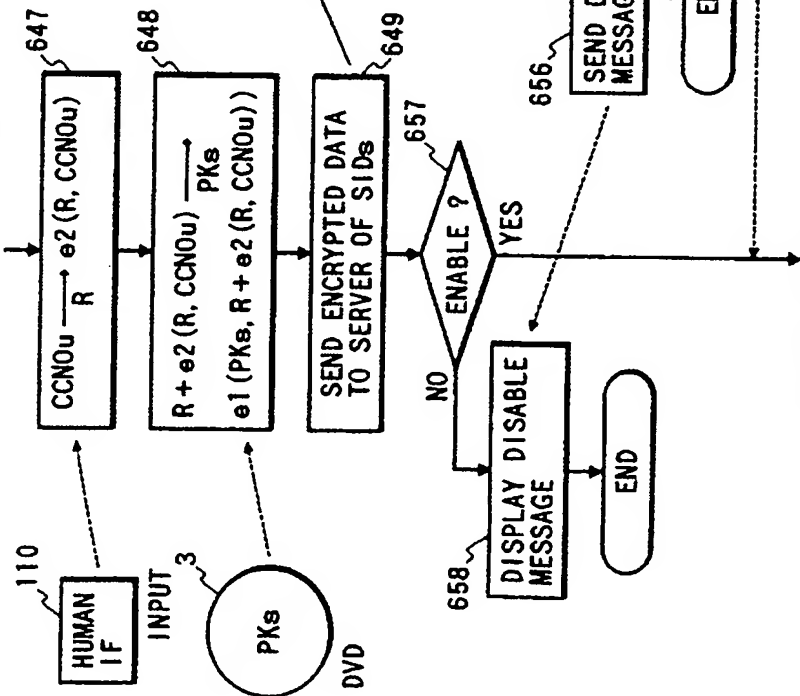 647
CCNOu → e2(R, CCNOu)
R
648
R + e2(R, CCNOu) →
PKs
e1(PKs, R + e2(R, CCNOu))
649
SEND ENCRYPTED DATA
TO SERVER OF SIDs
657
ENABLE ?
YES
NO
658
DISPLAY DISABLE
MESSAGE
END
110
HUMAN
IF
INPUT
3
PKs
DVD
656
SEND D
MESSAGE